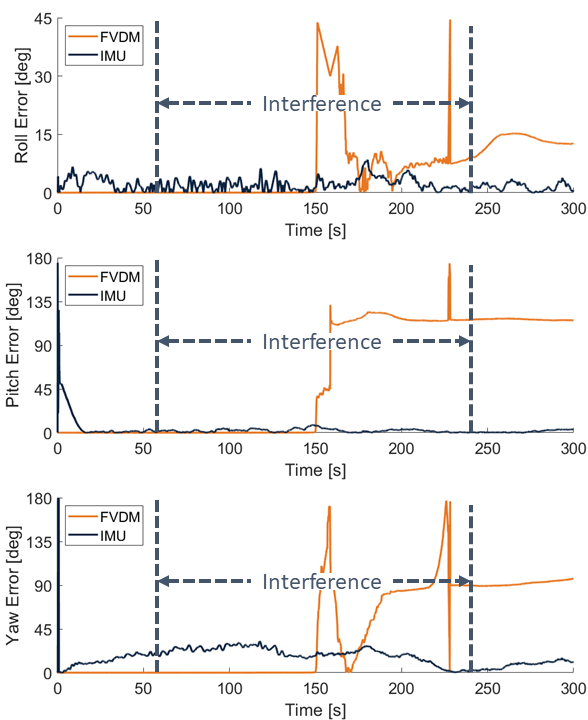 Roll Error [deg]
45
30
15
0
FVDM
IMU
Interference
0 50 100 150 200 250 300
Time [s]
Pitch Error [deg]
180
135
90
45
0
FVDM
IMU
Interference
0 50 100 150 200 250 300
Time [s]
Yaw Error [deg]
180
135
90
45
0
FVDM
IMU
Interference
0 50 100 150 200 250 300
Time [s]